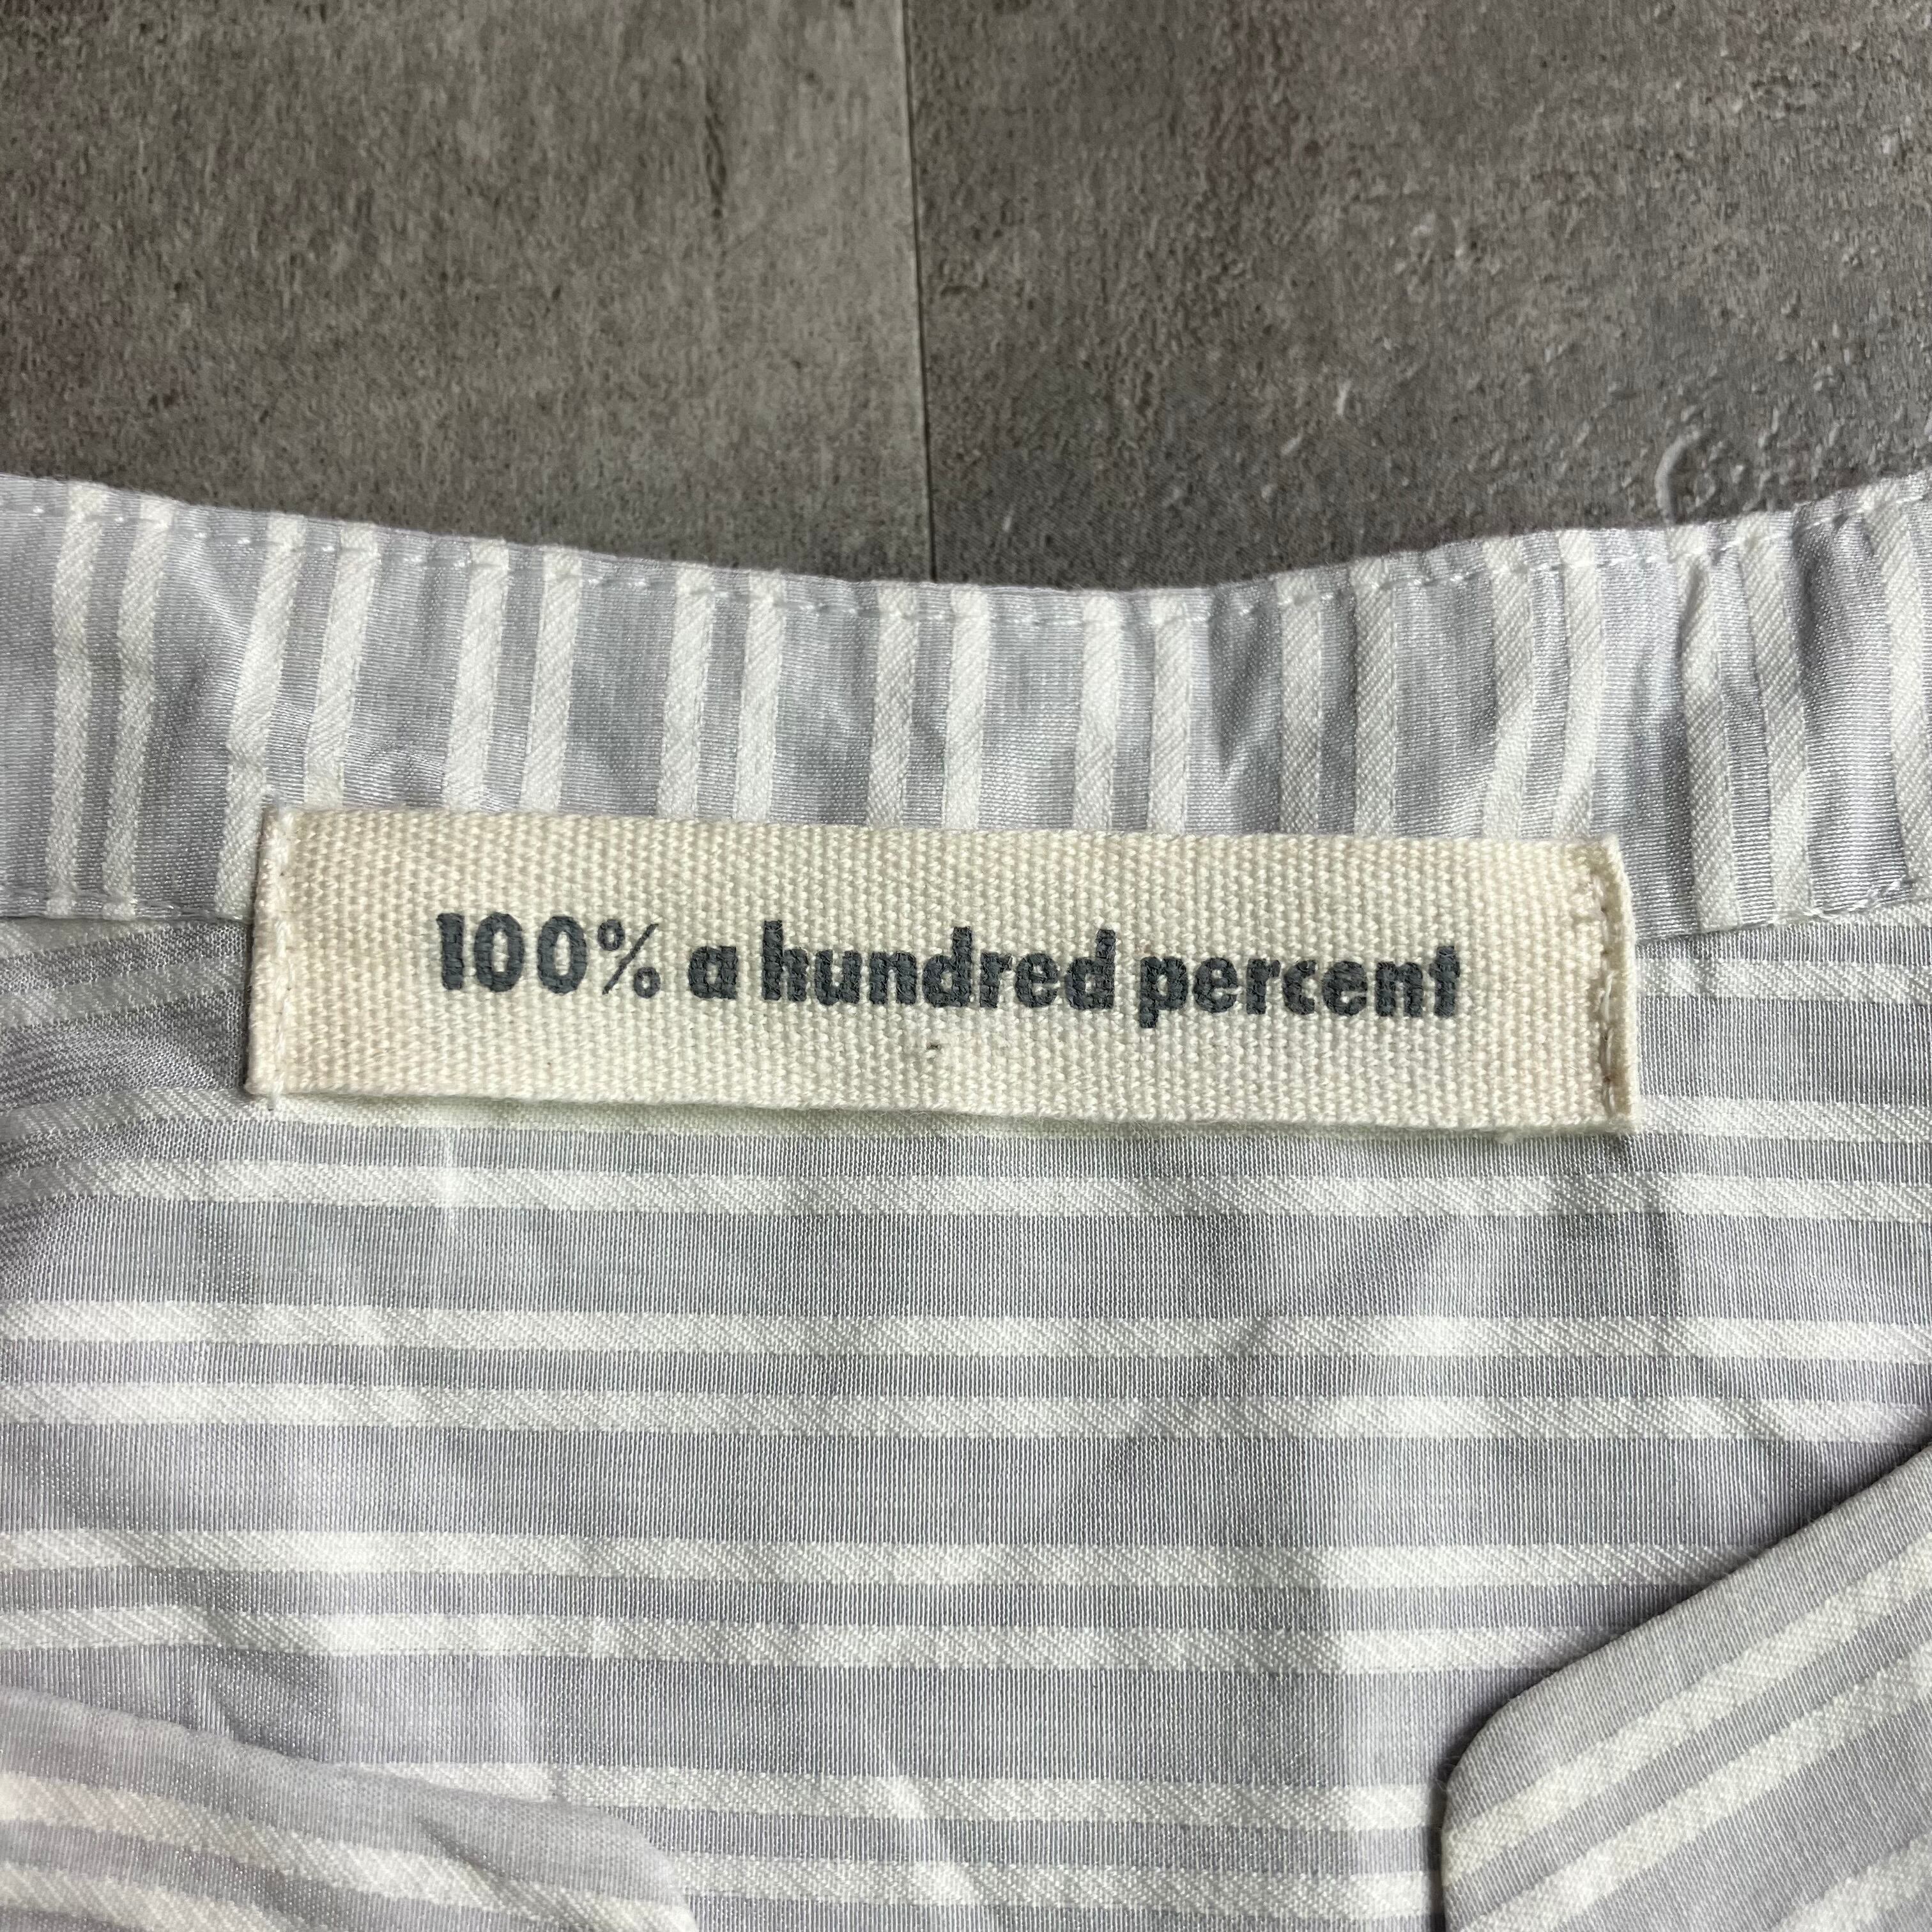 100% a hundred percent